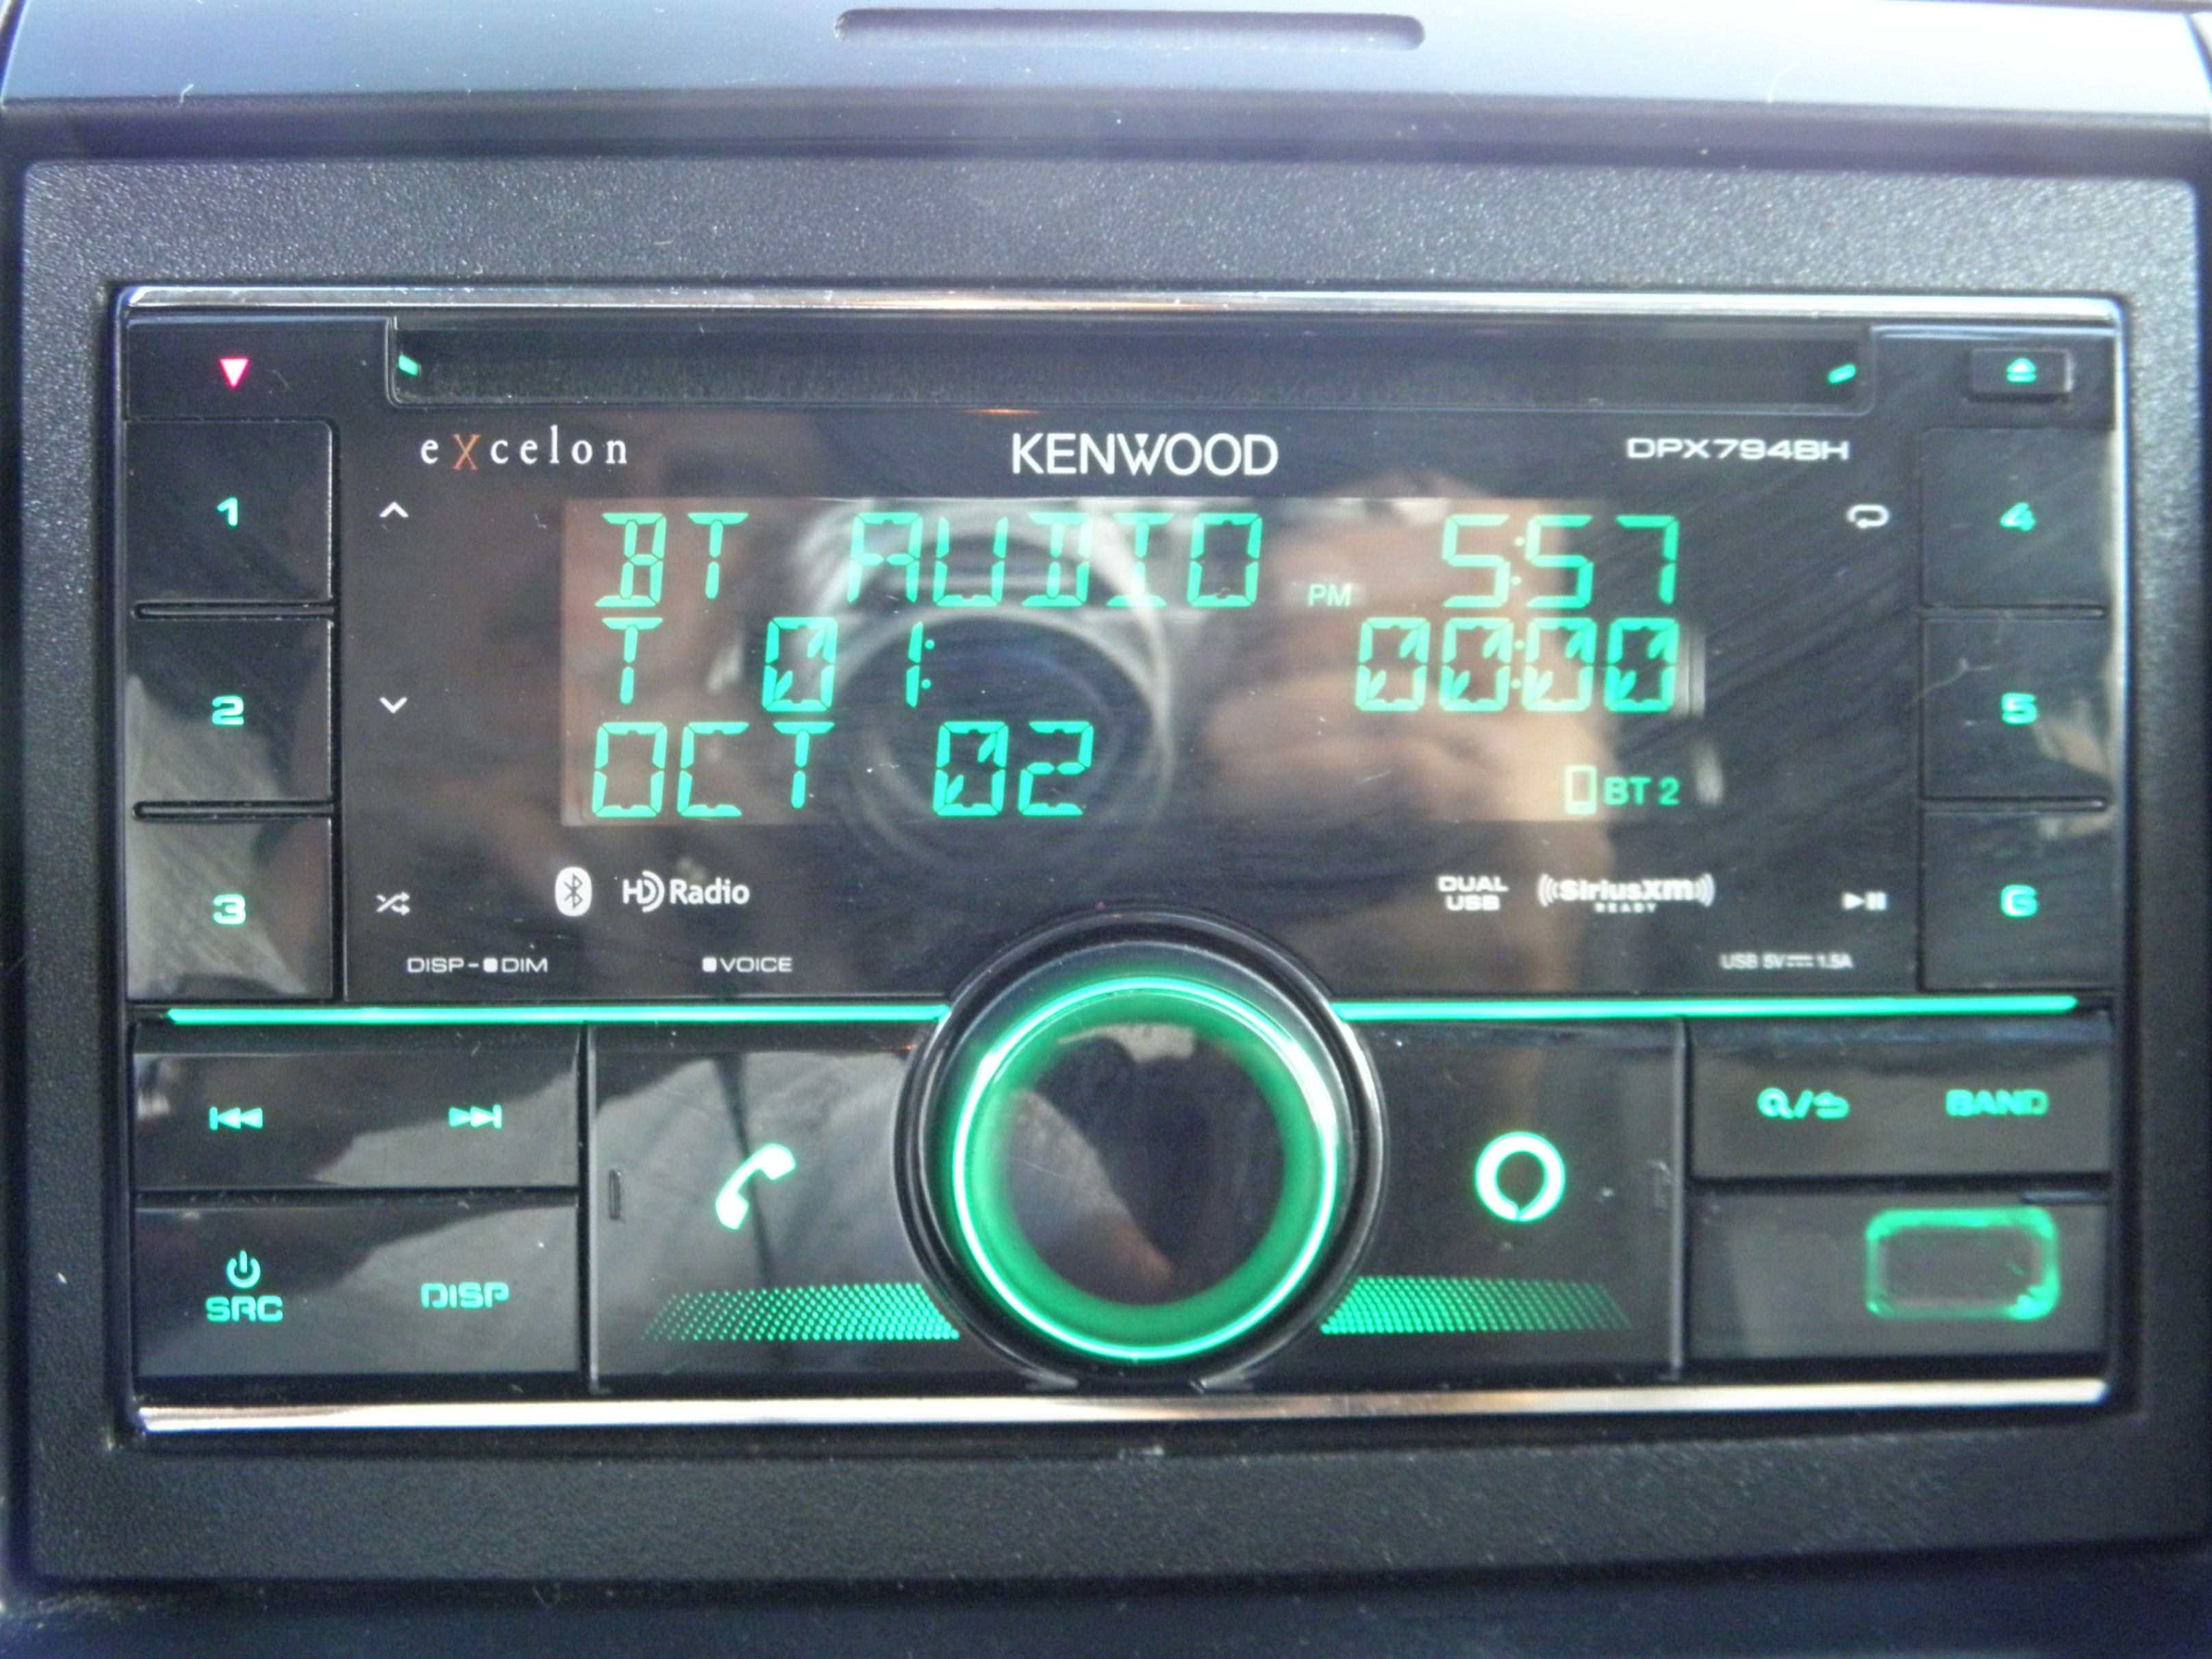 eXcelon KENWOOD DPX794BH
1 4
BT AUDIO PM 5:57
T 01: 00:00
2 5
OCT 02 BT 2
3 6
HD Radio DUAL USB SiriusXM READY
DISP-DIM VOICE USB 5V 1.5A
Q/ BAND
SRC DISP